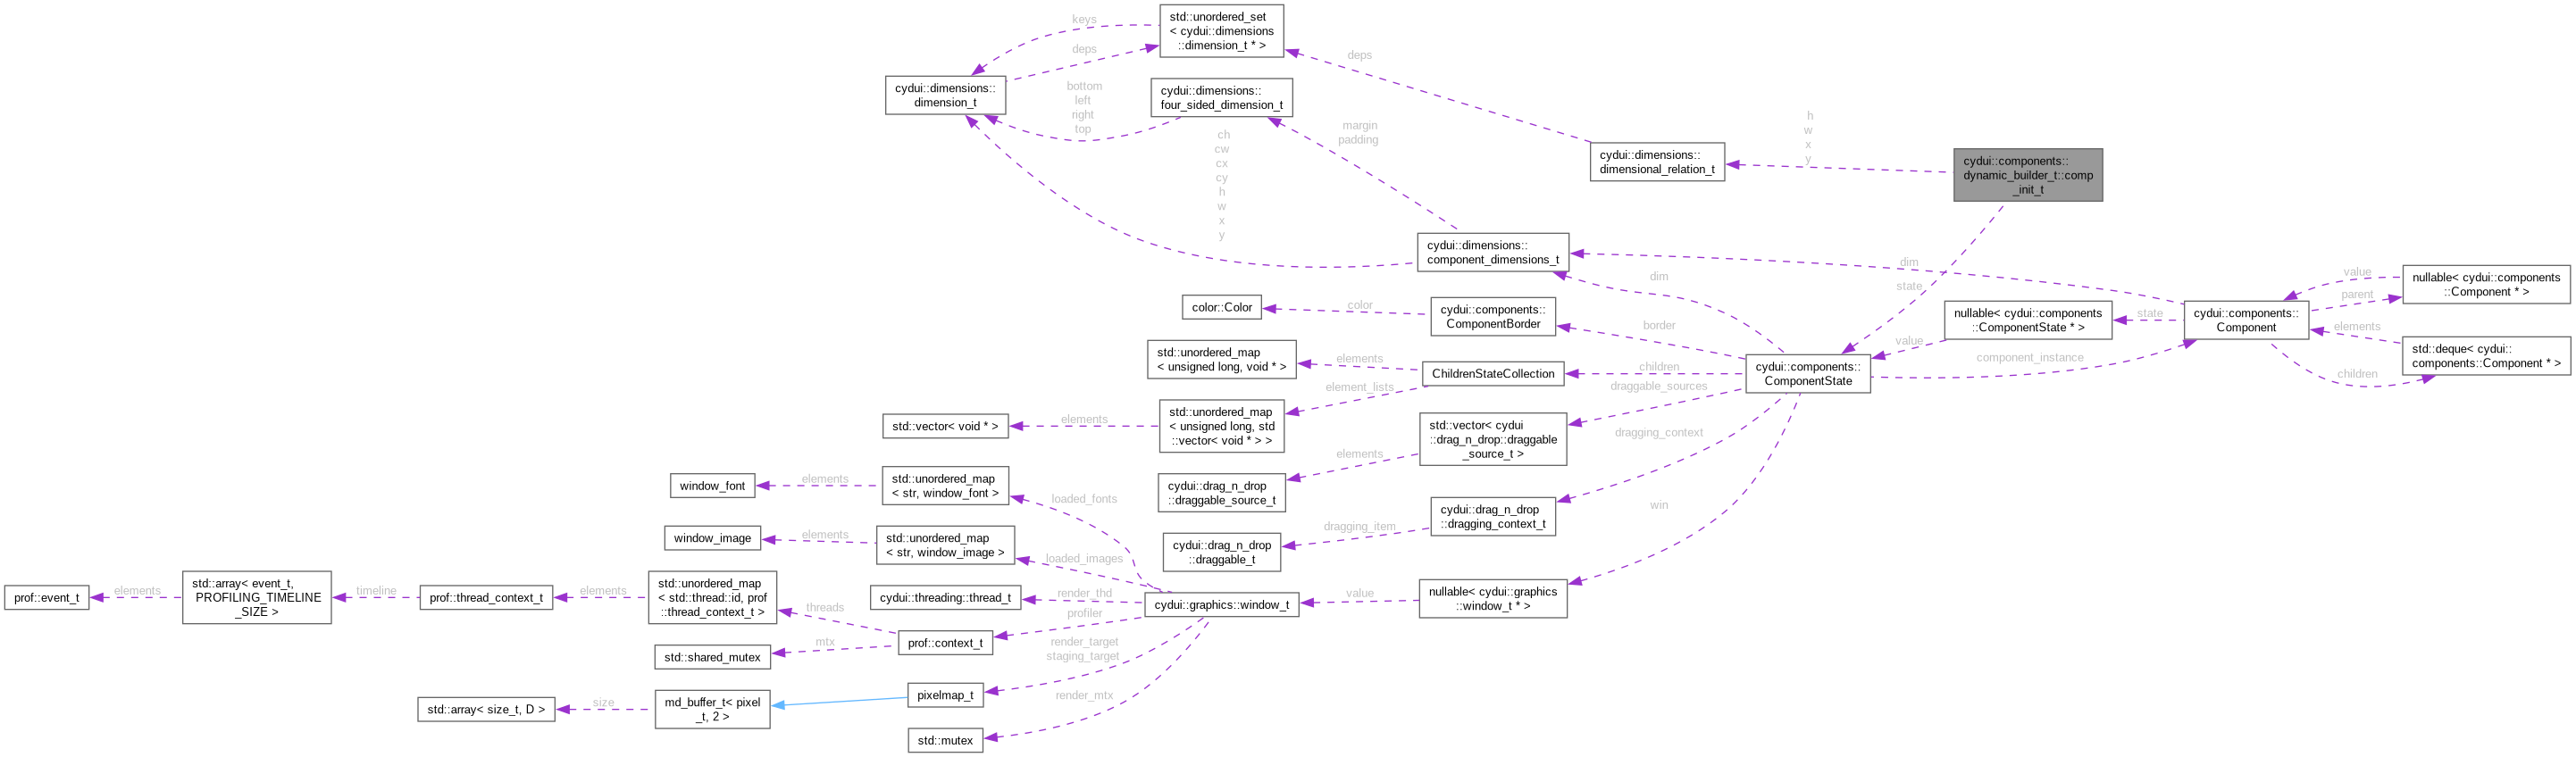 keys
std::unordered_set
< cydui::dimensions
::dimension_t * >
deps
deps
cydui::dimensions::
dimension_t
bottom
left
right
top
cydui::dimensions::
four_sided_dimension_t
margin
padding
h
w
x
y
cydui::dimensions::
dimensional_relation_t
cydui::components::
dynamic_builder_t::comp
_init_t
ch
cw
cx
cy
h
w
x
y
cydui::dimensions::
component_dimensions_t
dim
dim
state
value
nullable< cydui::components
::Component * >
parent
color::Color
color
cydui::components::
ComponentBorder
border
nullable< cydui::components
::ComponentState * >
state
cydui::components::
Component
elements
std::deque< cydui::
components::Component * >
children
value
component_instance
std::unordered_map
< unsigned long, void * >
elements
ChildrenStateCollection
children
cydui::components::
ComponentState
element_lists
draggable_sources
std::vector< void * >
elements
std::unordered_map
< unsigned long, std
::vector< void * > >
std::vector< cydui
::drag_n_drop::draggable
_source_t >
dragging_context
elements
cydui::drag_n_drop
::draggable_source_t
window_font
elements
std::unordered_map
< str, window_font >
loaded_fonts
cydui::drag_n_drop
::dragging_context_t
win
dragging_item
cydui::drag_n_drop
::draggable_t
window_image
elements
std::unordered_map
< str, window_image >
loaded_images
prof::event_t
elements
std::array< event_t,
PROFILING_TIMELINE
_SIZE >
timeline
prof::thread_context_t
elements
std::unordered_map
< std::thread::id, prof
::thread_context_t >
threads
cydui::threading::thread_t
render_thd
profiler
cydui::graphics::window_t
value
nullable< cydui::graphics
::window_t * >
std::shared_mutex
mtx
prof::context_t
render_target
staging_target
std::array< size_t, D >
size
md_buffer_t< pixel
_t, 2 >
pixelmap_t
render_mtx
std::mutex